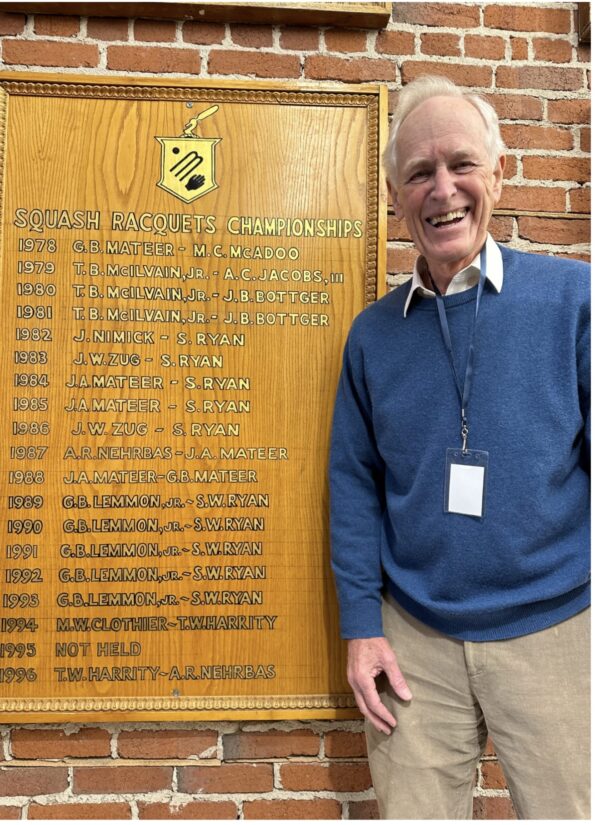 SQUASH RACQUETS CHAMPIONSHIPS
1978 G.B. MATEER - M.C. MCADOO
1979 T.B. McILVAIN, JR. - A.C. JACOBS, III
1980 T.B. McILVAIN, JR. - J.B. BOTTGER
1981 T.B. McILVAIN, JR. - J.B. BOTTGER
1982 J. NIMICK - S. RYAN
1983 J.W. ZUG - S. RYAN
1984 J.A. MATEER - S. RYAN
1985 J.A. MATEER - S. RYAN
1986 J.W. ZUG - S. RYAN
1987 A.R. NEHRBAS - J.A. MATEER
1988 J.A. MATEER - G.B. MATEER
1989 G.B. LEMMON, JR. ~ S.W. RYAN
1990 G.B. LEMMON, JR. ~ S.W. RYAN
1991 G.B. LEMMON, JR. ~ S.W. RYAN
1992 G.B. LEMMON, JR. ~ S.W. RYAN
1993 G.B. LEMMON, JR. ~ S.W. RYAN
1994 M.W. CLOTHIER ~ T.W. HARRITY
1995 NOT HELD
1996 T.W. HARRITY ~ A.R. NEHRBAS